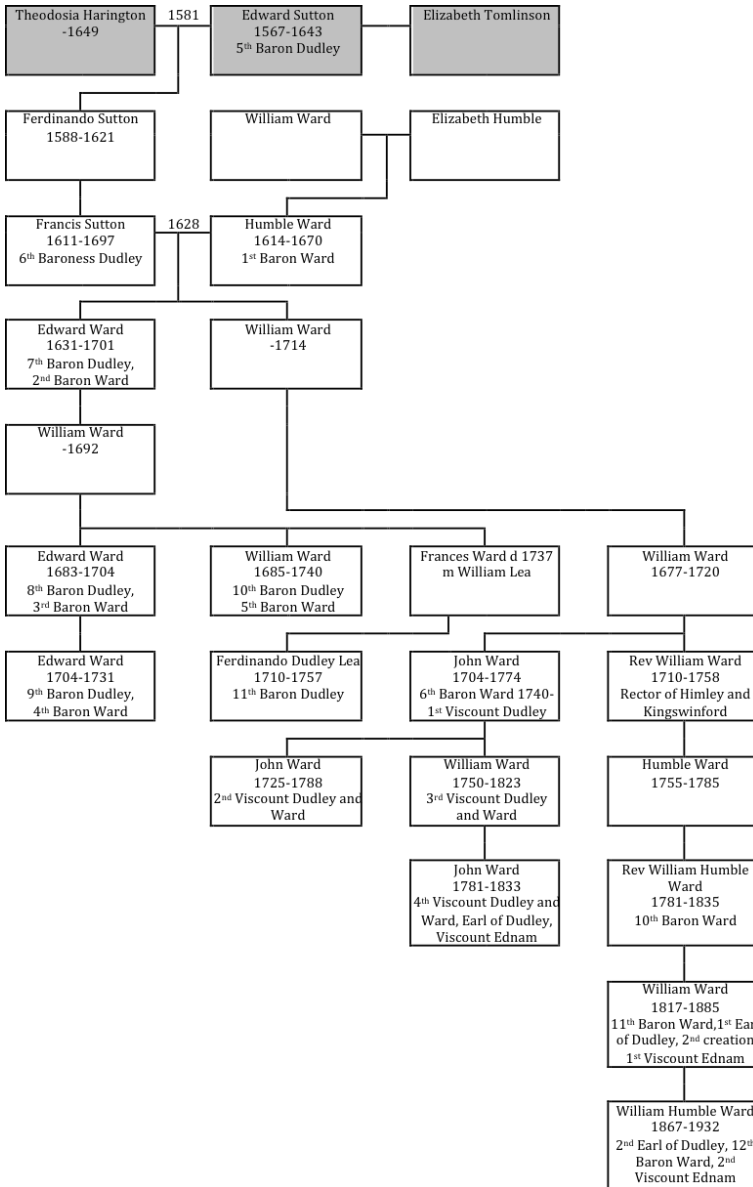 Theodosia Harington
-1649
1581
Edward Sutton
1567-1643
5th Baron Dudley
Elizabeth Tomlinson
Ferdinando Sutton
1588-1621
William Ward
Elizabeth Humble
Francis Sutton
1611-1697
6th Baroness Dudley
1628
Humble Ward
1614-1670
1st Baron Ward
Edward Ward
1631-1701
7th Baron Dudley,
2nd Baron Ward
William Ward
-1714
William Ward
-1692
Edward Ward
1683-1704
8th Baron Dudley,
3rd Baron Ward
William Ward
1685-1740
10th Baron Dudley
5th Baron Ward
Frances Ward d 1737
m William Lea
William Ward
1677-1720
Edward Ward
1704-1731
9th Baron Dudley,
4th Baron Ward
Ferdinando Dudley Lea
1710-1757
11th Baron Dudley
John Ward
1704-1774
6th Baron Ward 1740-
1st Viscount Dudley
Rev William Ward
1710-1758
Rector of Himley and
Kingswinford
John Ward
1725-1788
2nd Viscount Dudley and
Ward
William Ward
1750-1823
3rd Viscount Dudley
and Ward
Humble Ward
1755-1785
John Ward
1781-1833
4th Viscount Dudley and
Ward, Earl of Dudley,
Viscount Ednam
Rev William Humble
Ward
1781-1835
10th Baron Ward
William Ward
1817-1885
11th Baron Ward,1st Earl
of Dudley, 2nd creation
1st Viscount Ednam
William Humble Ward
1867-1932
2nd Earl of Dudley, 12th
Baron Ward, 2nd
Viscount Ednam